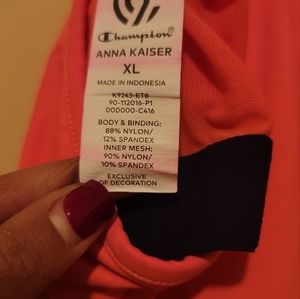 Champion
ANNA KAISER
XL
MADE IN INDONESIA
K9243-ET8
90-112016-P1
000000-C416
BODY & BINDING:
88% NYLON/
12% SPANDEX
INNER MESH:
90% NYLON/
10% SPANDEX
EXCLUSIVE
OF DECORATION